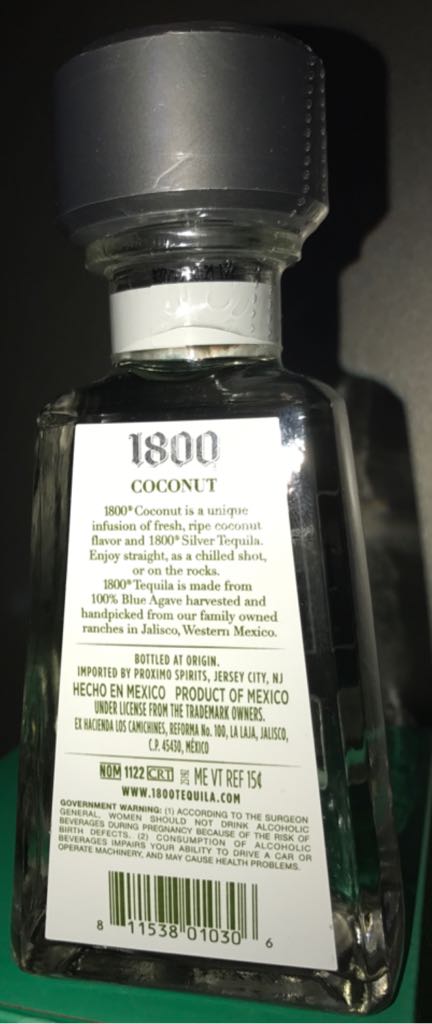 1800
COCONUT
1800® Coconut is a unique
infusion of fresh, ripe coconut
flavor and 1800® Silver Tequila.
Enjoy straight, as a chilled shot,
or on the rocks.
1800® Tequila is made from
100% Blue Agave harvested and
handpicked from our family owned
ranches in Jalisco, Western Mexico.
BOTTLED AT ORIGIN.
IMPORTED BY PROXIMO SPIRITS, JERSEY CITY, NJ
HECHO EN MEXICO PRODUCT OF MEXICO
UNDER LICENSE FROM THE TRADEMARK OWNERS.
EX HACIENDA LOS CAMICHINES, REFORMA No. 100, LA LAJA, JALISCO,
C.P. 45430, MÉXICO
NOM 1122 CRT ME VT REF 15¢
WWW.1800TEQUILA.COM
GOVERNMENT WARNING: (1) ACCORDING TO THE SURGEON
GENERAL, WOMEN SHOULD NOT DRINK ALCOHOLIC
BEVERAGES DURING PREGNANCY BECAUSE OF THE RISK OF
BIRTH DEFECTS. (2) CONSUMPTION OF ALCOHOLIC
BEVERAGES IMPAIRS YOUR ABILITY TO DRIVE A CAR OR
OPERATE MACHINERY, AND MAY CAUSE HEALTH PROBLEMS.
8 11538 01030 6